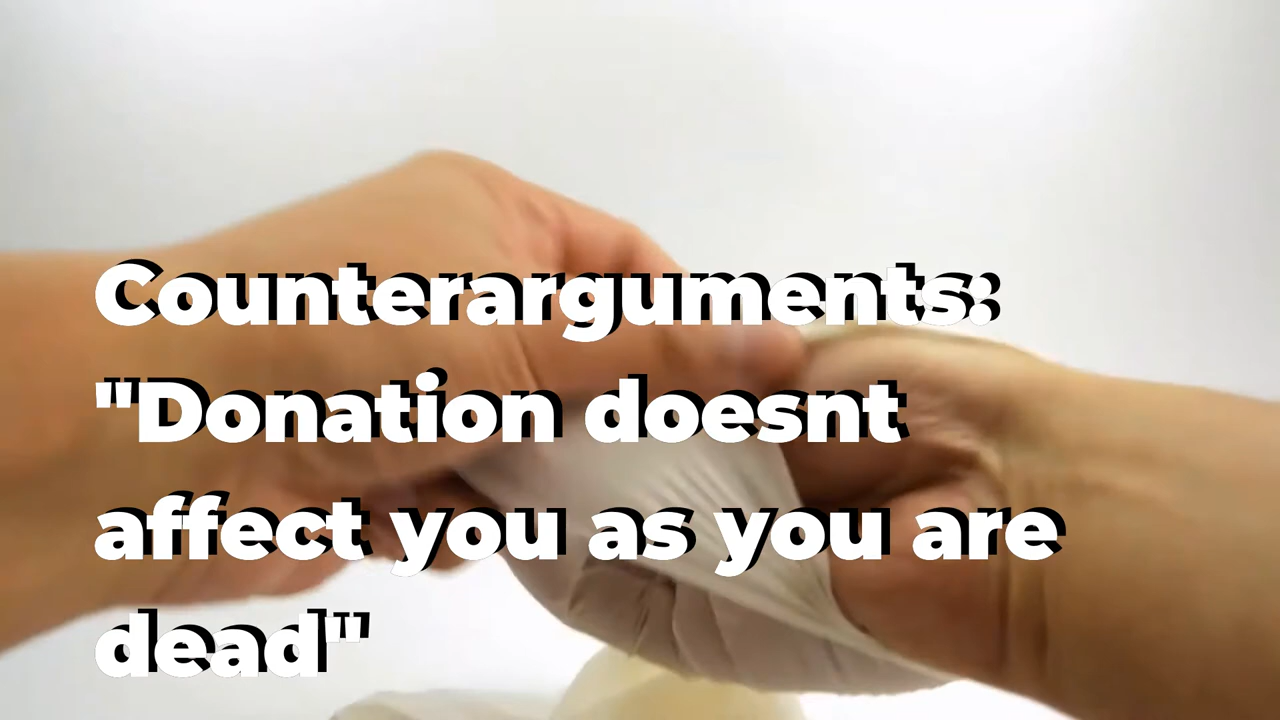 Counterarguments:
"Donation doesnt
affect you as you are
dead"